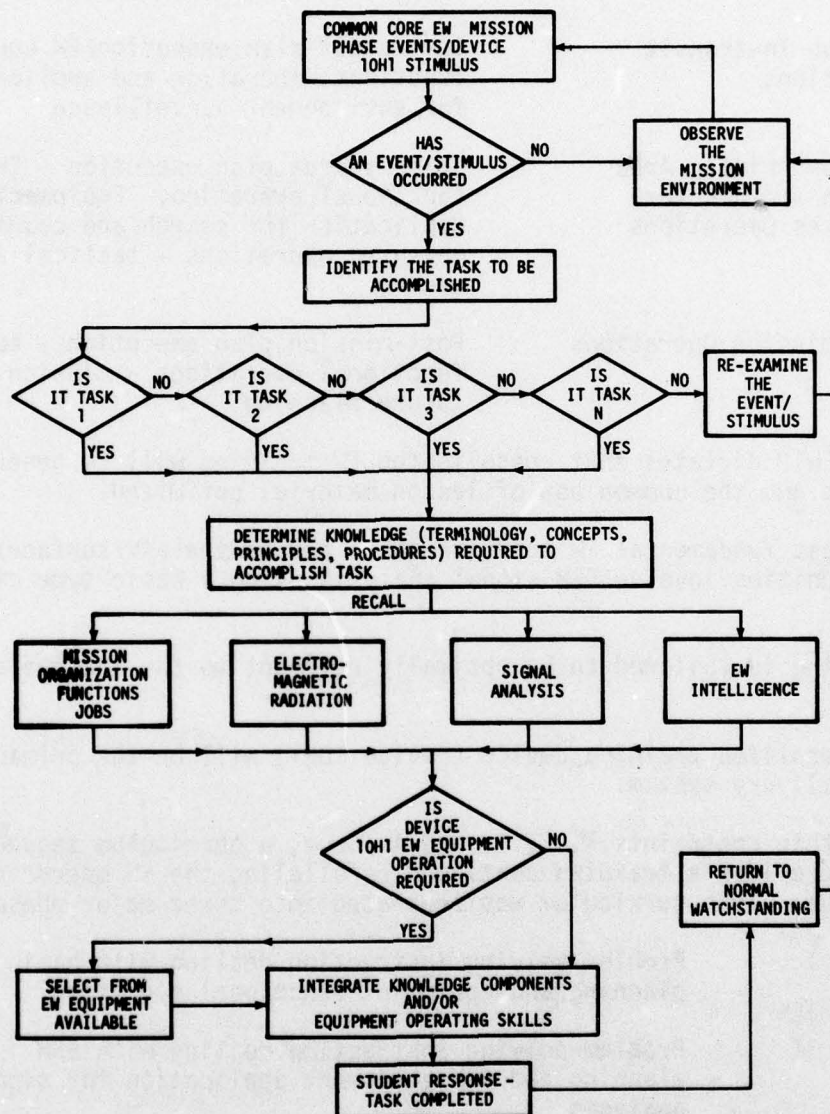 COMMON CORE EW MISSION
PHASE EVENTS/DEVICE
10H1 STIMULUS
HAS
AN EVENT/STIMULUS
OCCURRED
NO
OBSERVE
THE
MISSION
ENVIRONMENT
YES
IDENTIFY THE TASK TO BE
ACCOMPLISHED
IS
IT TASK
1
NO
IS
IT TASK
2
NO
IS
IT TASK
3
NO
IS
IT TASK
N
NO
RE-EXAMINE
THE
EVENT/
STIMULUS
YES
YES
YES
YES
DETERMINE KNOWLEDGE (TERMINOLOGY, CONCEPTS,
PRINCIPLES, PROCEDURES) REQUIRED TO
ACCOMPLISH TASK
RECALL
MISSION
ORGANIZATION
FUNCTIONS
JOBS
ELECTRO-
MAGNETIC
RADIATION
SIGNAL
ANALYSIS
EW
INTELLIGENCE
IS
DEVICE
10H1 EW EQUIPMENT
OPERATION
REQUIRED
NO
YES
RETURN TO
NORMAL
WATCHSTANDING
SELECT FROM
EW EQUIPMENT
AVAILABLE
INTEGRATE KNOWLEDGE COMPONENTS
AND/OR
EQUIPMENT OPERATING SKILLS
STUDENT RESPONSE-
TASK COMPLETED